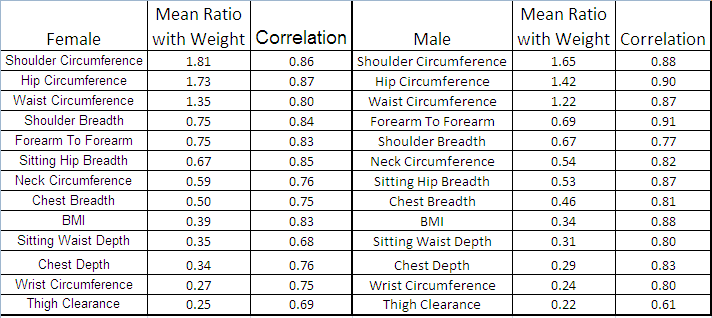 Female Mean Ratio with Weight Correlation Male Mean Ratio with Weight Correlation
Shoulder Circumference 1.81 0.86 Shoulder Circumference 1.65 0.88
Hip Circumference 1.73 0.87 Hip Circumference 1.42 0.90
Waist Circumference 1.35 0.80 Waist Circumference 1.22 0.87
Shoulder Breadth 0.75 0.84 Forearm To Forearm 0.69 0.91
Forearm To Forearm 0.75 0.83 Shoulder Breadth 0.67 0.77
Sitting Hip Breadth 0.67 0.85 Neck Circumference 0.54 0.82
Neck Circumference 0.59 0.76 Sitting Hip Breadth 0.53 0.87
Chest Breadth 0.50 0.75 Chest Breadth 0.46 0.81
BMI 0.39 0.83 BMI 0.34 0.88
Sitting Waist Depth 0.35 0.68 Sitting Waist Depth 0.31 0.80
Chest Depth 0.34 0.76 Chest Depth 0.29 0.83
Wrist Circumference 0.27 0.75 Wrist Circumference 0.24 0.80
Thigh Clearance 0.25 0.69 Thigh Clearance 0.22 0.61